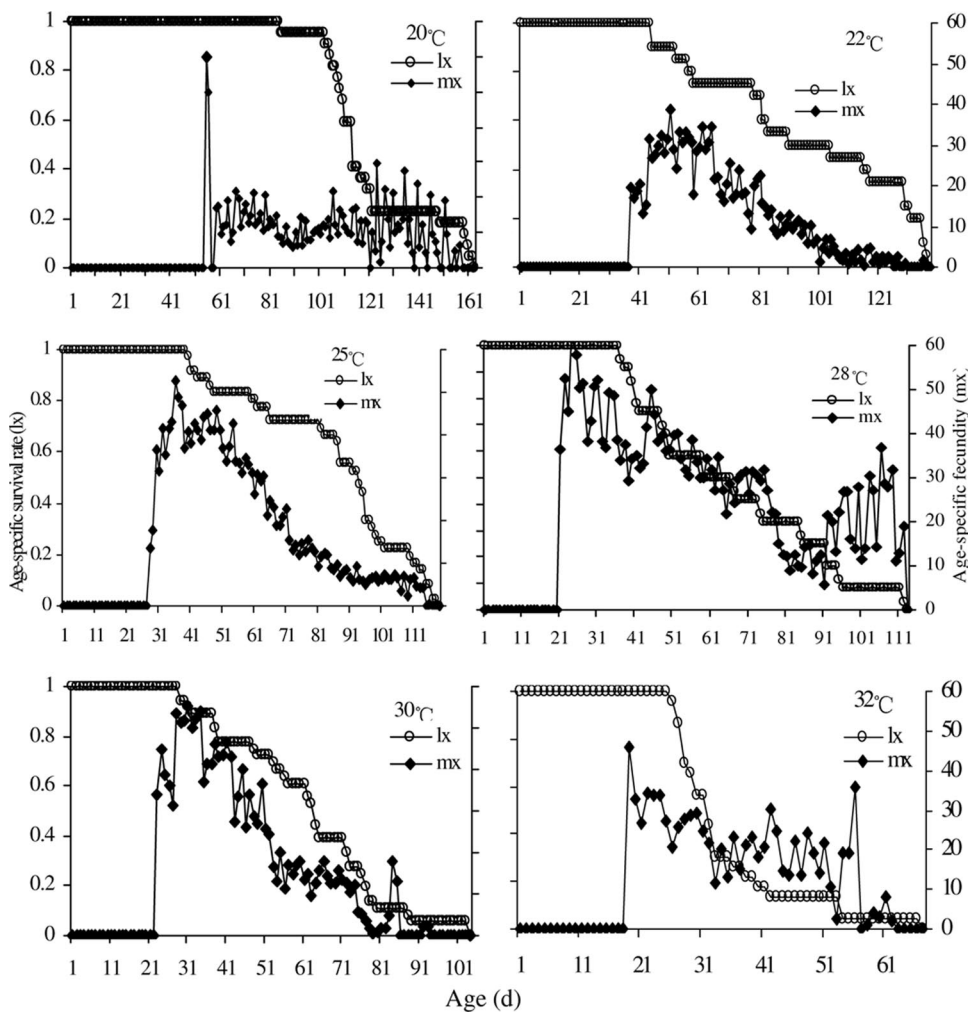 20℃
lx
mx
1
0.8
0.6
0.4
0.2
0
1 21 41 61 81 101 121 141 161
22℃
lx
mx
60
50
40
30
20
10
0
1 21 41 61 81 101 121
Age-specific survival rate (lx)
25℃
lx
mx
1
0.8
0.6
0.4
0.2
0
1 11 21 31 41 51 61 71 81 91 101 111
28℃
lx
mx
60
50
40
30
20
10
0
Age-specific fecundity (mx)
1 11 21 31 41 51 61 71 81 91 101 111
30℃
lx
mx
1
0.8
0.6
0.4
0.2
0
1 11 21 31 41 51 61 71 81 91 101
32℃
lx
mx
60
50
40
30
20
10
0
1 11 21 31 41 51 61
Age (d)